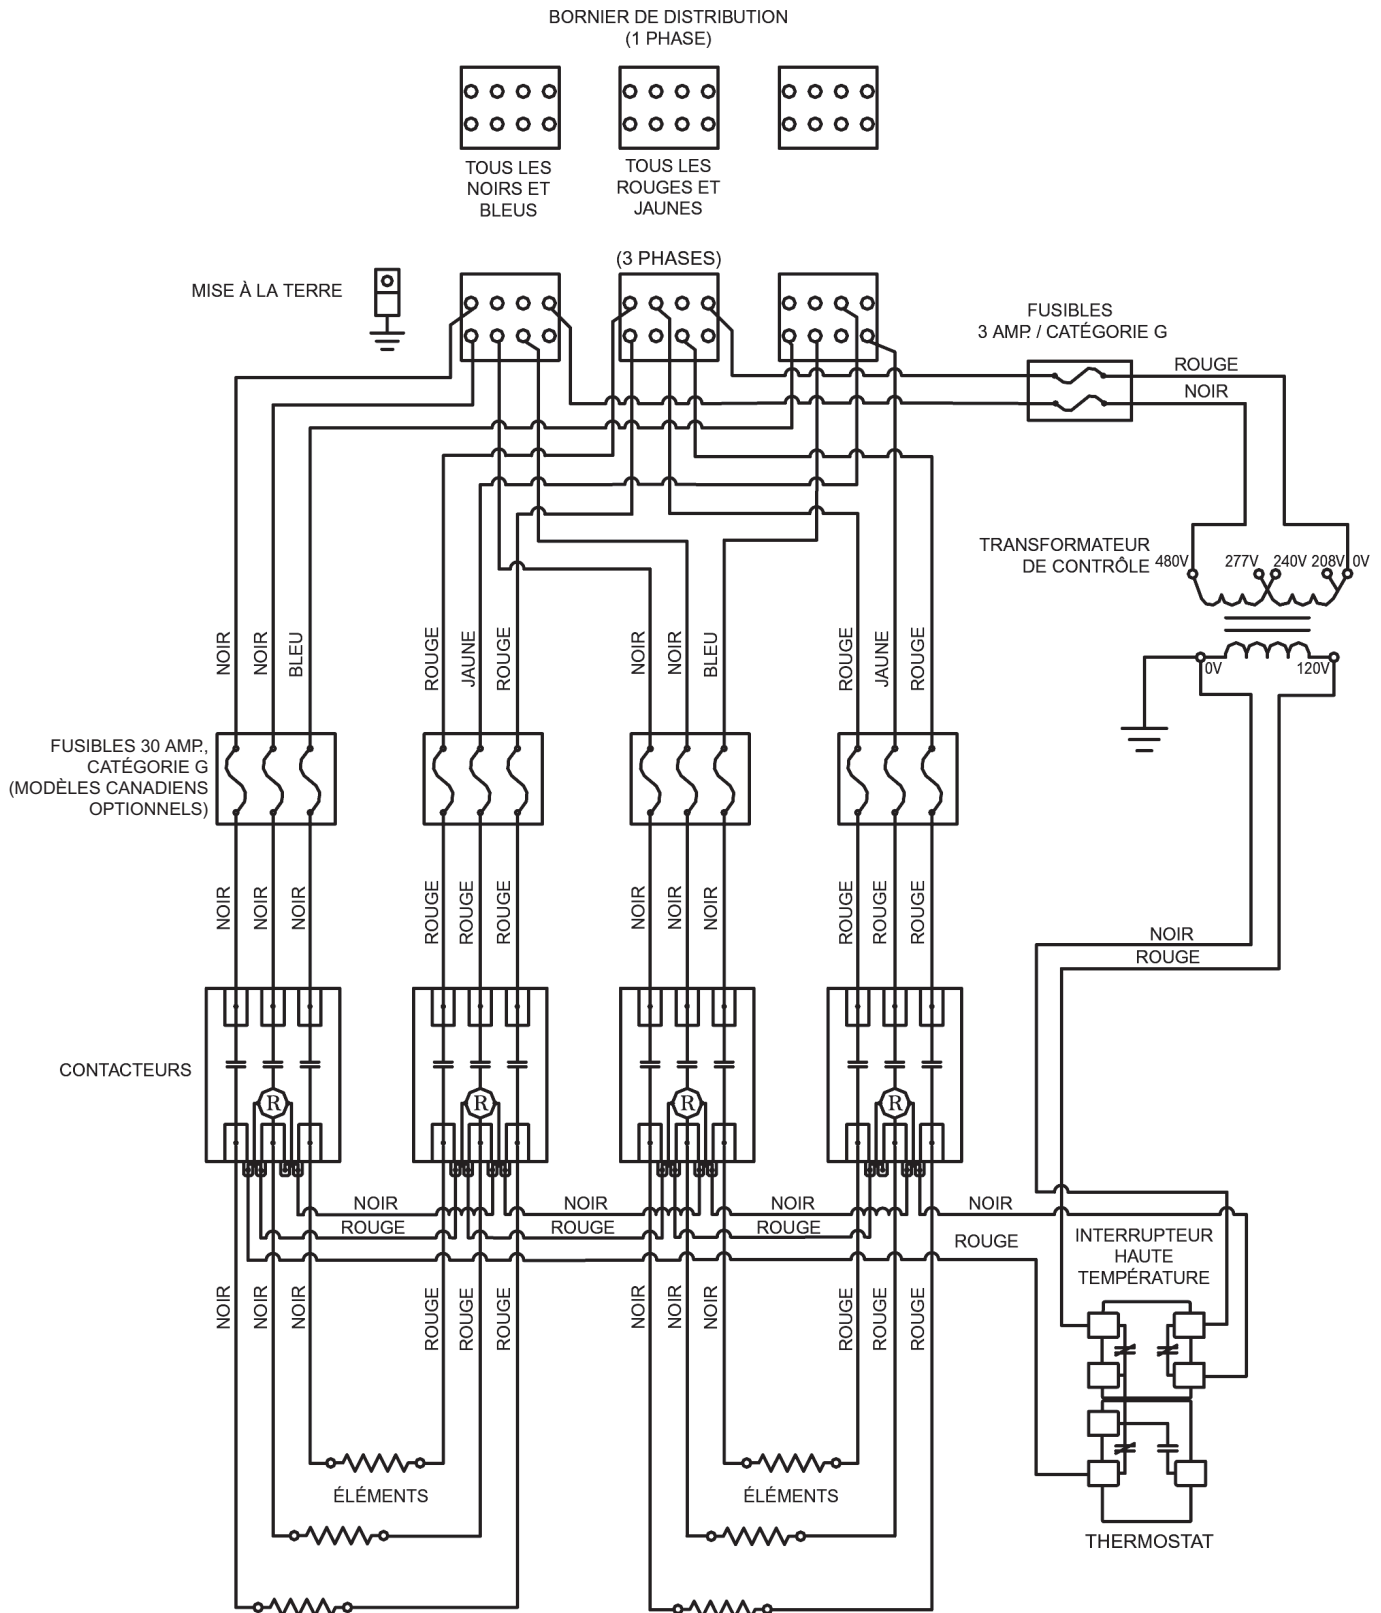 BORNIER DE DISTRIBUTION
(1 PHASE)
TOUS LES
NOIRS ET
BLEUS
TOUS LES
ROUGES ET
JAUNES
(3 PHASES)
MISE À LA TERRE
FUSIBLES
3 AMP. / CATÉGORIE G
ROUGE
NOIR
TRANSFORMATEUR
DE CONTRÔLE
480V
277V
240V
208V
0V
0V
120V
NOIR
NOIR
BLEU
ROUGE
JAUNE
ROUGE
NOIR
NOIR
BLEU
ROUGE
JAUNE
ROUGE
FUSIBLES 30 AMP.,
CATÉGORIE G
(MODÈLES CANADIENS
OPTIONNELS)
NOIR
NOIR
NOIR
ROUGE
ROUGE
ROUGE
NOIR
NOIR
NOIR
ROUGE
ROUGE
ROUGE
NOIR
ROUGE
CONTACTEURS
R
R
R
R
NOIR
NOIR
NOIR
NOIR
ROUGE
ROUGE
ROUGE
ROUGE
INTERRUPTEUR
HAUTE
TEMPÉRATURE
NOIR
NOIR
NOIR
ROUGE
ROUGE
ROUGE
NOIR
NOIR
NOIR
ROUGE
ROUGE
ROUGE
ÉLÉMENTS
ÉLÉMENTS
THERMOSTAT